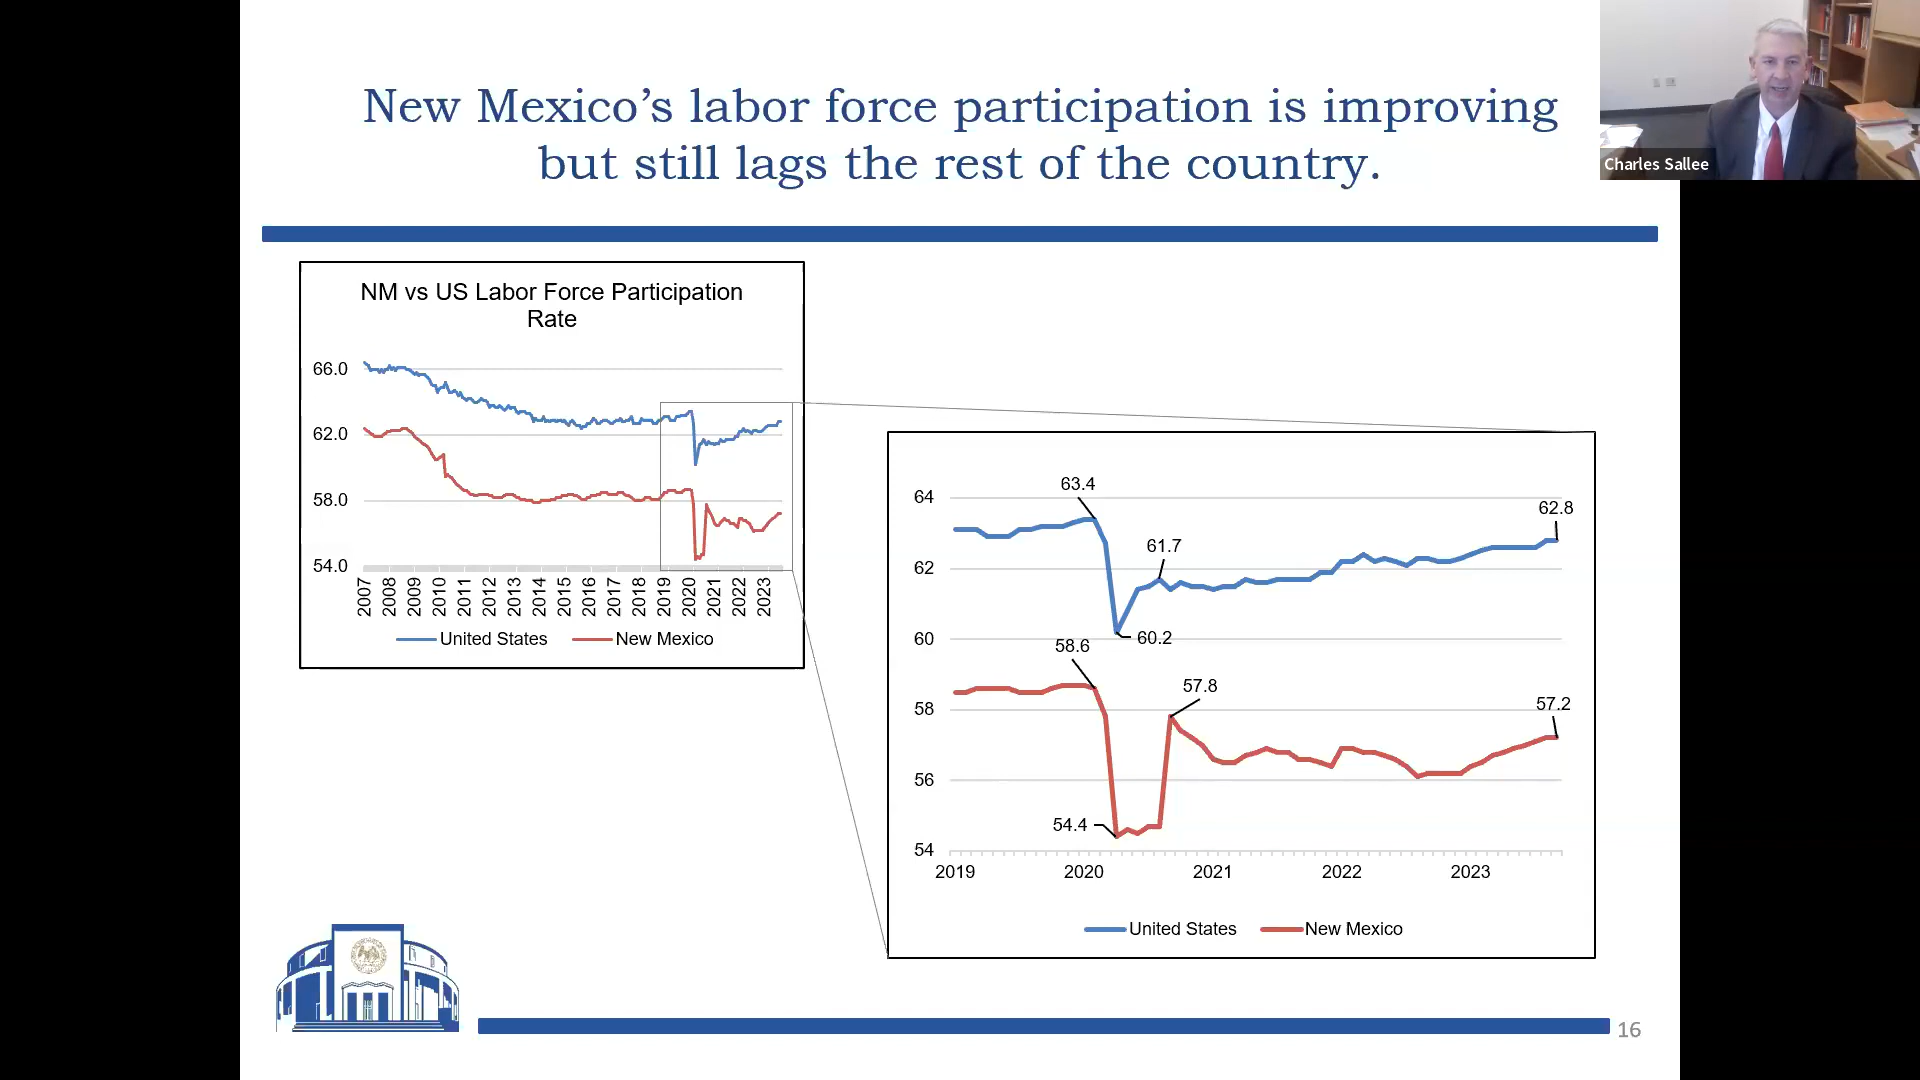 New Mexico's labor force participation is improving
but still lags the rest of the country.
Charles Sallee
NM vs US Labor Force Participation
Rate
66.0
62.0
58.0
54.0
2007 2008 2009 2010 2011 2012 2013 2014 2015 2016 2017 2018 2019 2020 2021 2022 2023
United States New Mexico
64
62
60
58
56
54
63.4
61.7
62.8
60.2
58.6
57.8
57.2
54.4
2019 2020 2021 2022 2023
United States New Mexico
16